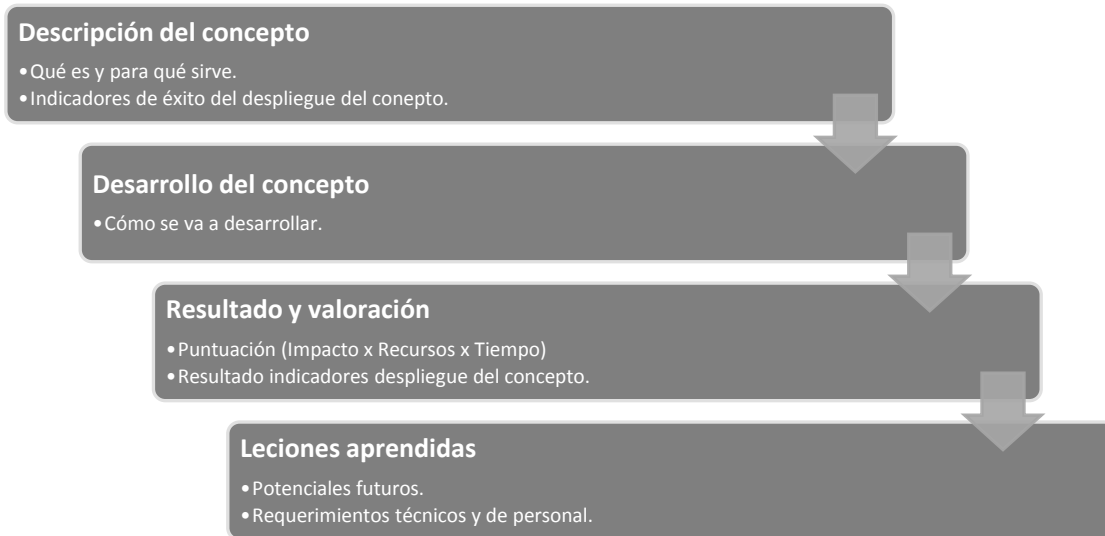 Descripción del concepto
•Qué es y para qué sirve.
•Indicadores de éxito del despliegue del conepto.
Desarrollo del concepto
•Cómo se va a desarrollar.
Resultado y valoración
•Puntuación (Impacto x Recursos x Tiempo)
•Resultado indicadores despliegue del concepto.
Leciones aprendidas
•Potenciales futuros.
•Requerimientos técnicos y de personal.